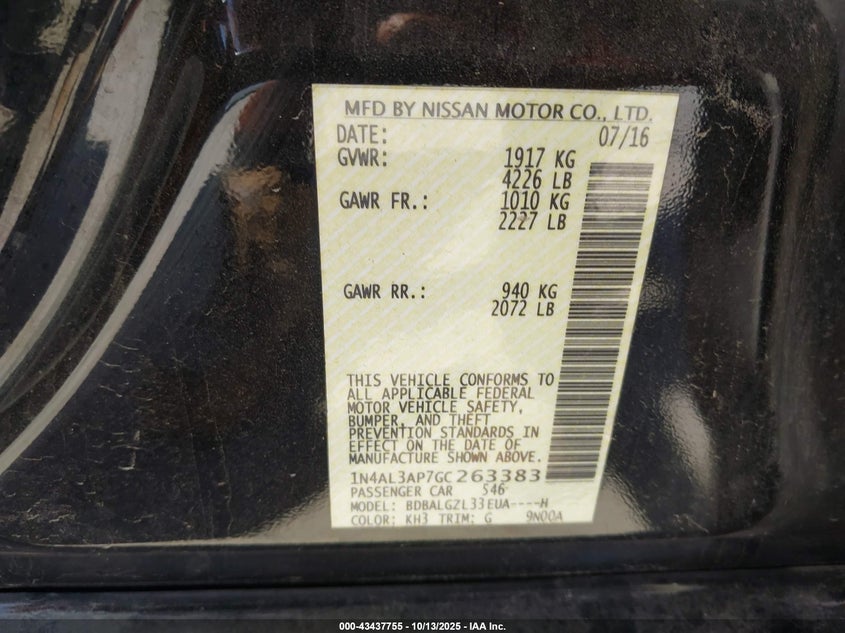 MFD BY NISSAN MOTOR CO., LTD.
DATE: 07/16
GVWR: 1917 KG
4226 LB
GAWR FR.: 1010 KG
2227 LB
GAWR RR.: 940 KG
2072 LB
THIS VEHICLE CONFORMS TO
ALL APPLICABLE FEDERAL
MOTOR VEHICLE SAFETY,
BUMPER, AND THEFT
PREVENTION STANDARDS IN
EFFECT ON THE DATE OF
MANUFACTURE SHOWN ABOVE.
1N4AL3AP7GC263383
PASSENGER CAR 546
MODEL: BDBALGZL33EUA----H
COLOR: KH3 TRIM: G 9N00A
000-43437755 - 10/13/2025 - IAA Inc.